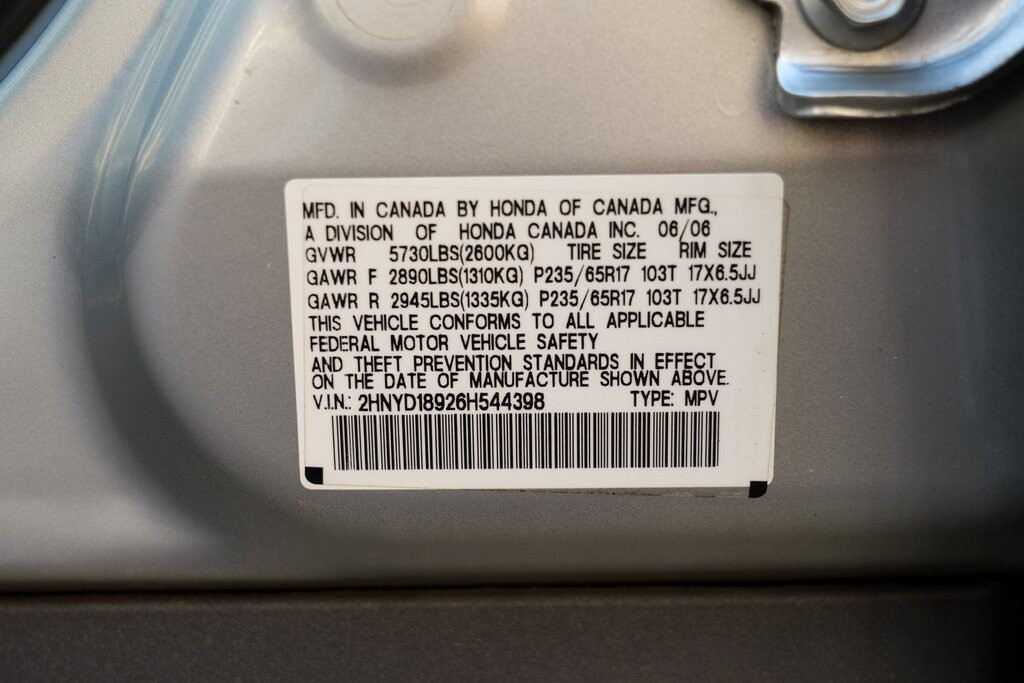 MFD. IN CANADA BY HONDA OF CANADA MFG.,
A DIVISION OF HONDA CANADA INC. 06/06
GVWR 5730LBS(2600KG) TIRE SIZE RIM SIZE
GAWR F 2890LBS(1310KG) P235/65R17 103T 17X6.5JJ
GAWR R 2945LBS(1335KG) P235/65R17 103T 17X6.5JJ
THIS VEHICLE CONFORMS TO ALL APPLICABLE
FEDERAL MOTOR VEHICLE SAFETY
AND THEFT PREVENTION STANDARDS IN EFFECT
ON THE DATE OF MANUFACTURE SHOWN ABOVE.
V.I.N.: 2HNYD18926H544398 TYPE: MPV